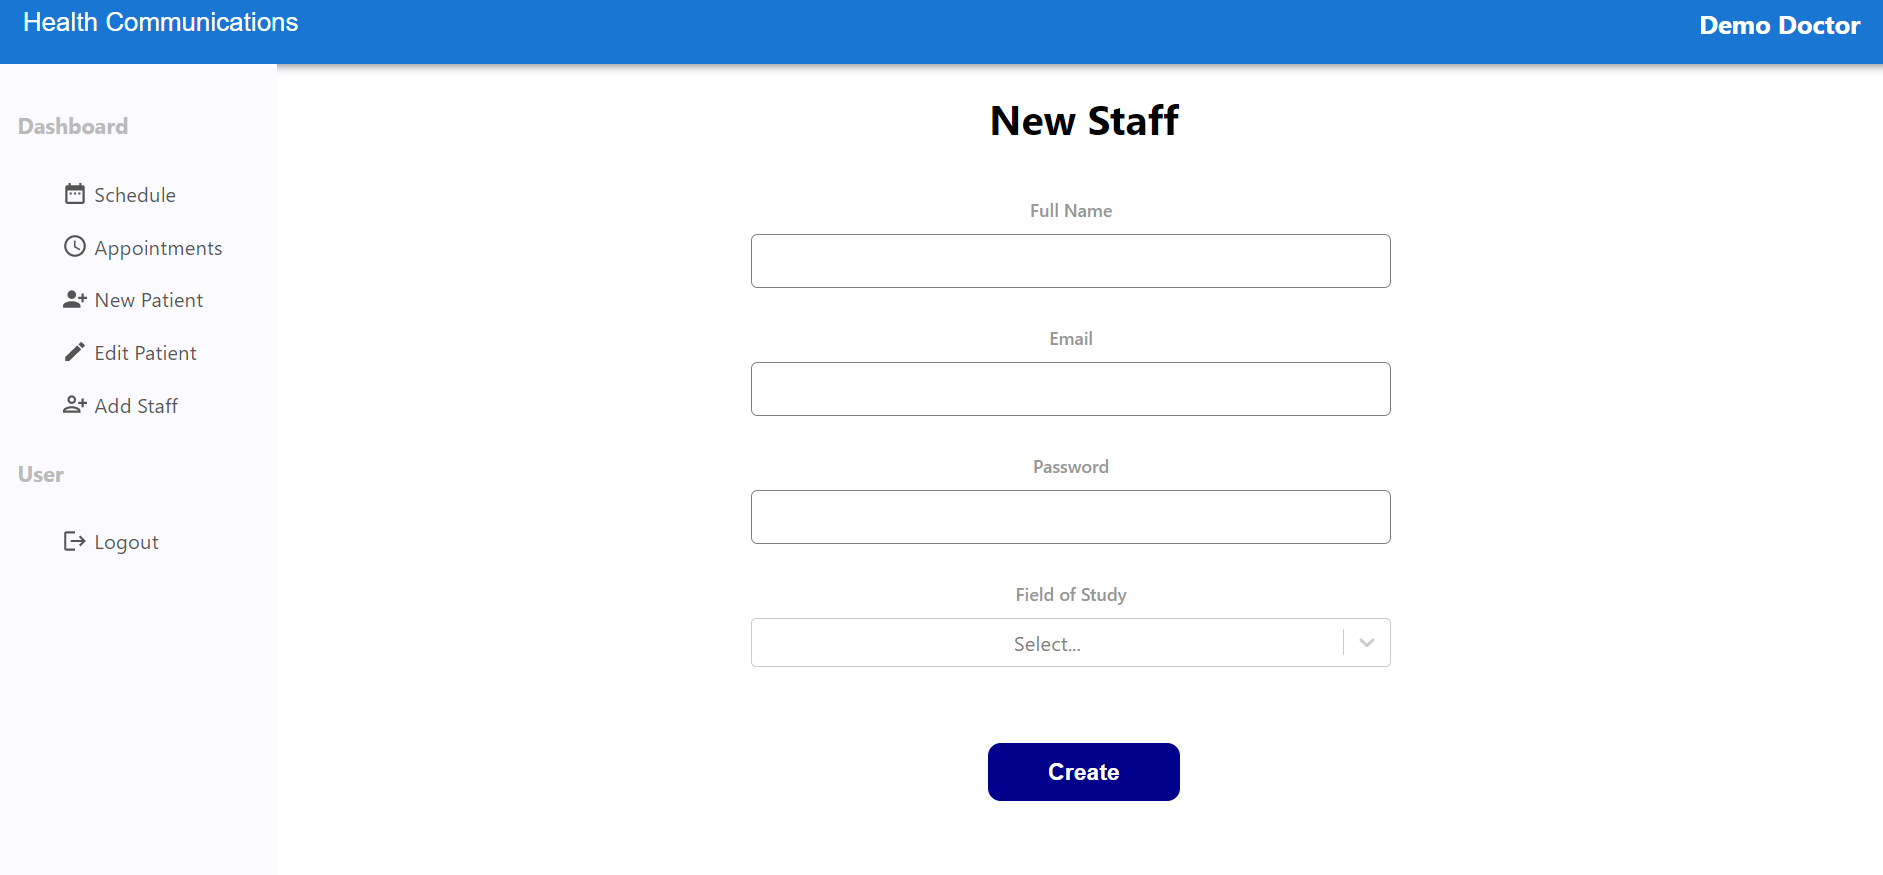 Health Communications
Demo Doctor
Dashboard
Schedule
Appointments
New Patient
Edit Patient
Add Staff
User
Logout
New Staff
Full Name
Email
Password
Field of Study
Select...
Create